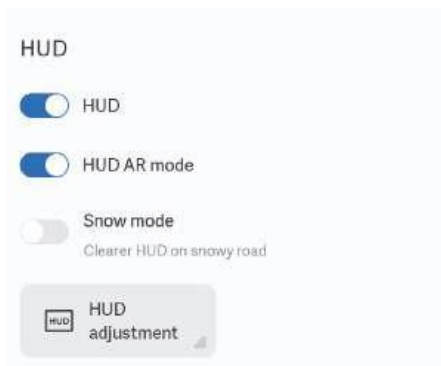 HUD
HUD
HUD AR mode
Snow mode
Clearer HUD on snowy road
HUD
HUD
adjustment